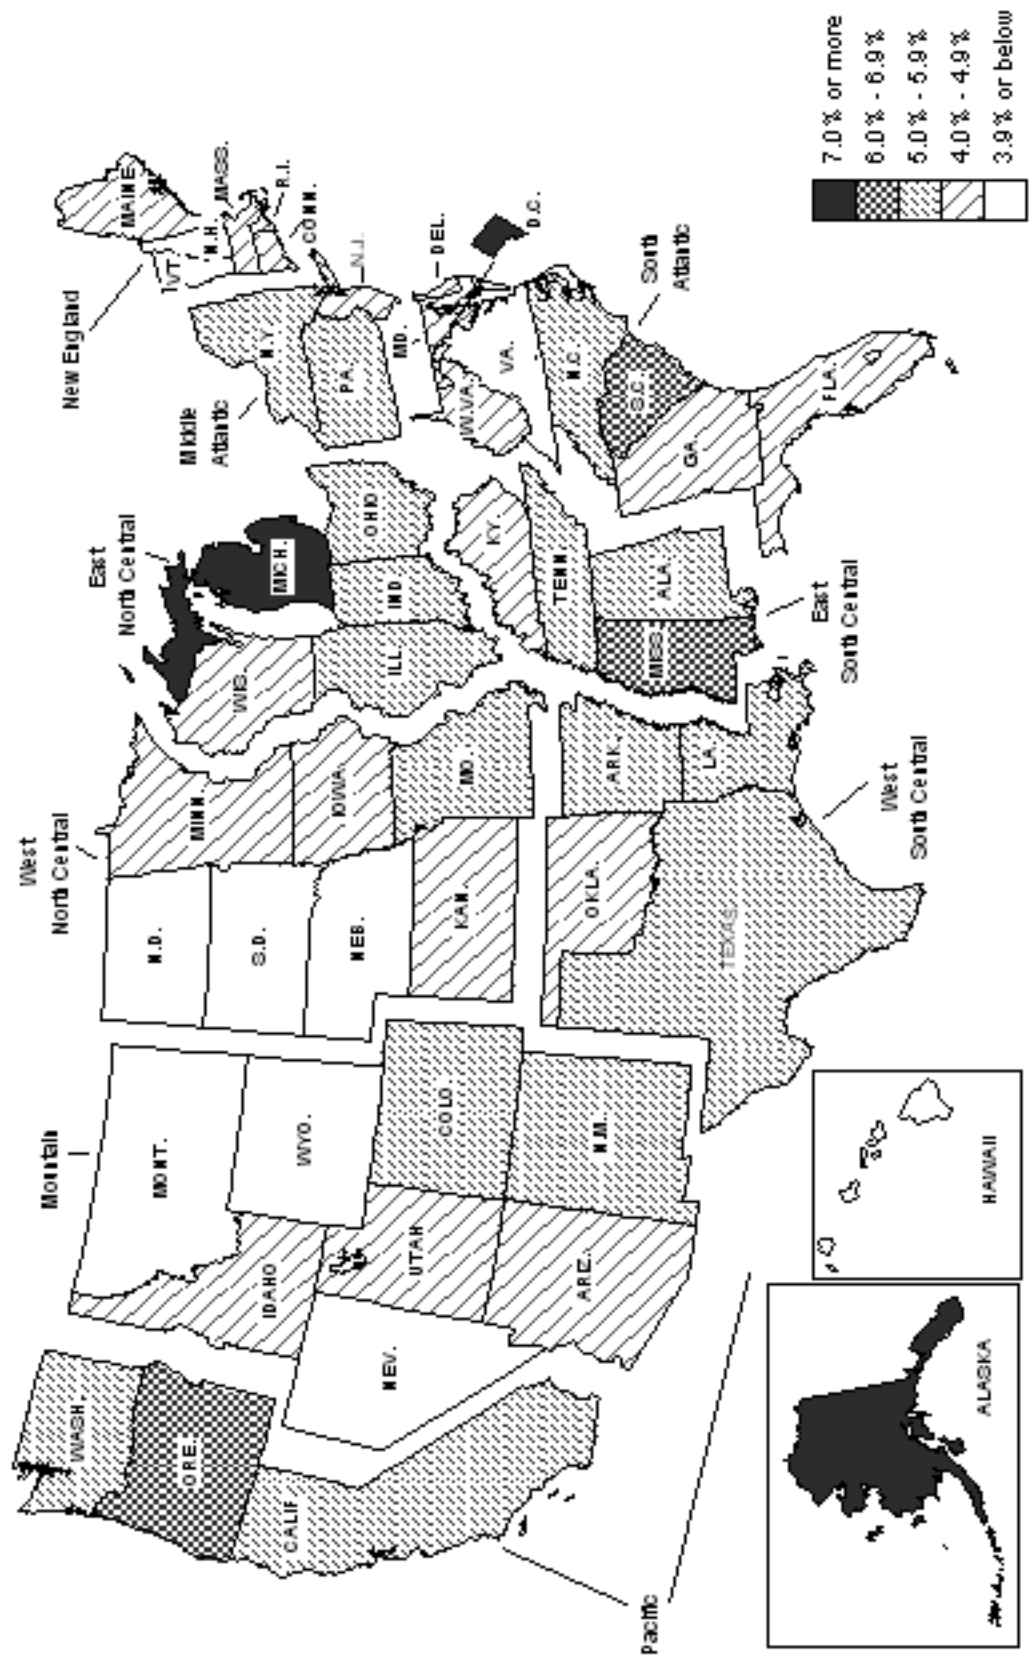 Pacific
WASH.
ORE.
CALIF
NEV.
IDAHO
UTAH
ARIZ.
Mountain
MONT.
WYO.
COLO.
N.M.
West
North Central
N.D.
S.D.
NEB.
KAN.
MINN.
IOWA
MO.
West
South Central
OKLA.
TEXAS
ARK.
LA.
East
North Central
WIS.
MICH.
ILL
IND
OHIO
East
South Central
KY.
TENN
MISS.
ALA.
Middle
Atlantic
N.Y.
PA.
N.J.
New England
MAINE
VT.
N.H.
MASS.
R.I.
CONN.
South
Atlantic
DEL.
D.C.
MD.
W.VA.
VA.
N.C.
S.C.
GA.
FLA.
ALASKA
HAWAII
7.0% or more
6.0% - 6.9%
5.0% - 5.9%
4.0% - 4.9%
3.9% or below